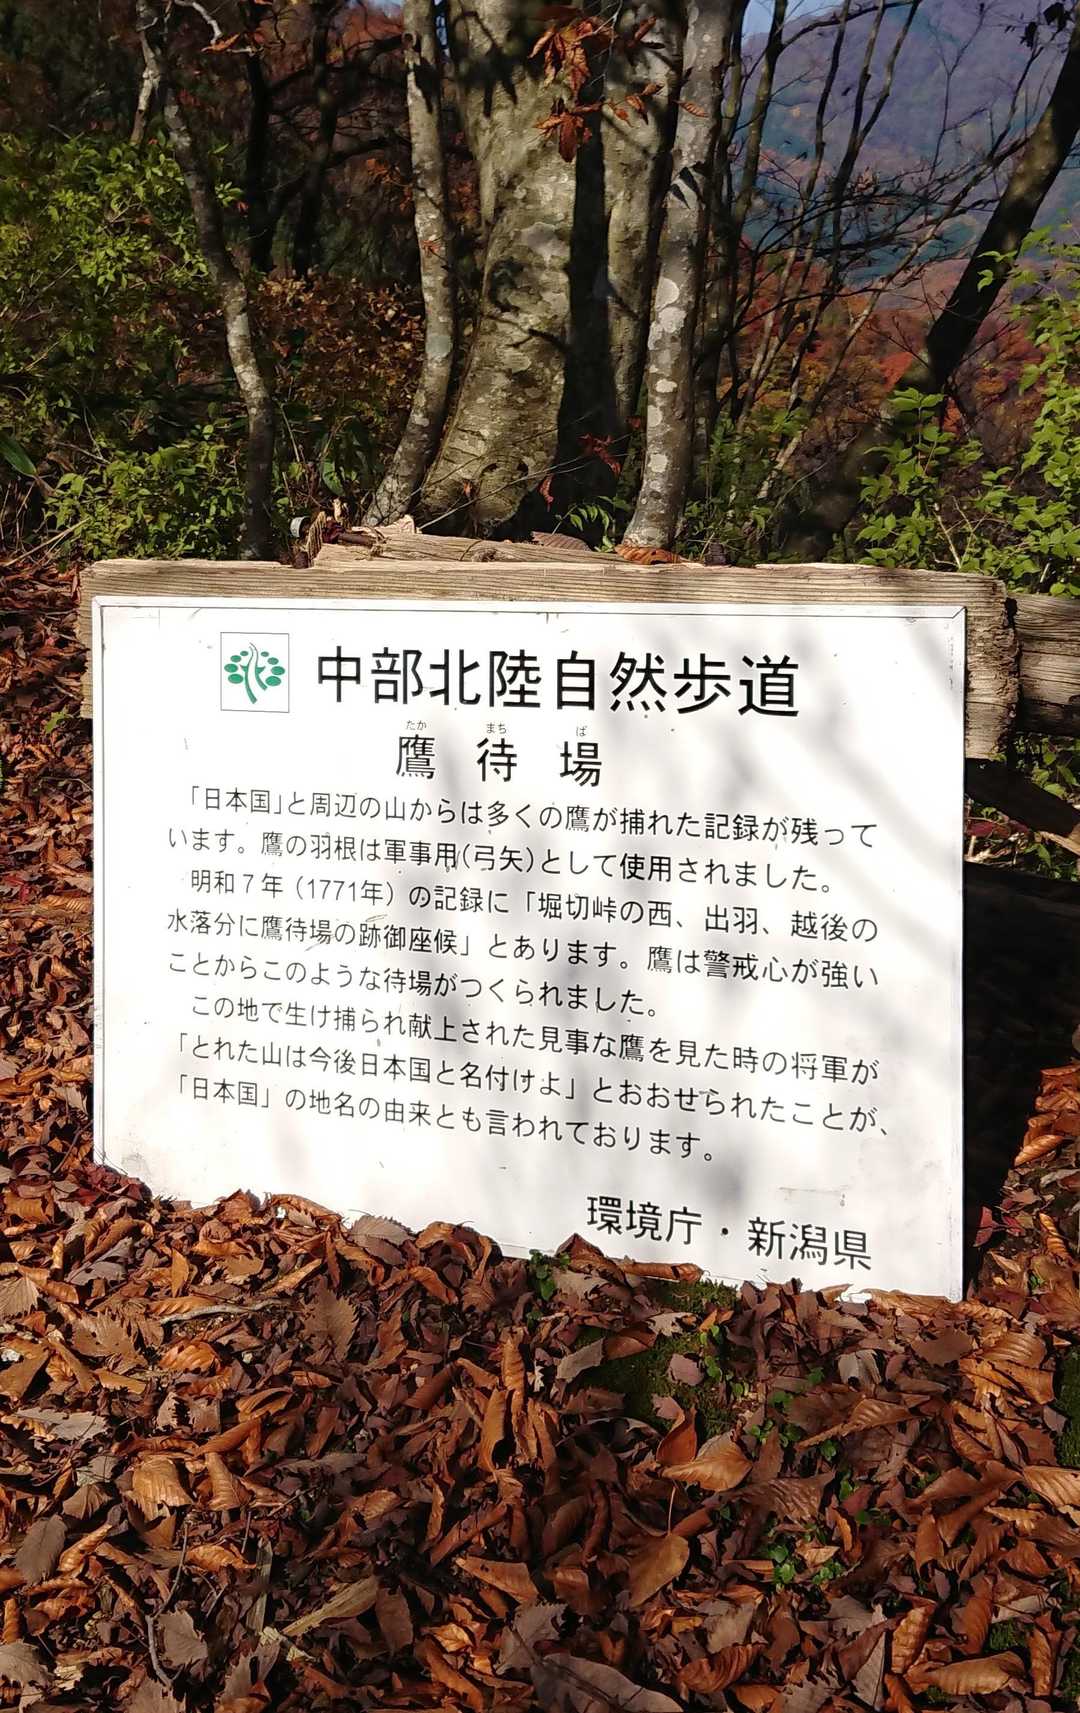 中部北陸自然歩道
たか まち ば
鷹待場
「日本国」と周辺の山からは多くの鷹が捕れた記録が残って
います。鷹の羽根は軍事用(弓矢)として使用されました。
明和7年(1771年)の記録に「堀切峠の西、出羽、越後の
水落分に鷹待場の跡御座候」とあります。鷹は警戒心が強い
ことからこのような待場がつくられました。
この地で生け捕られ献上された見事な鷹を見た時の将軍が
「とれた山は今後日本国と名付けよ」とおおせられたことが、
「日本国」の地名の由来とも言われております。
環境庁・新潟県